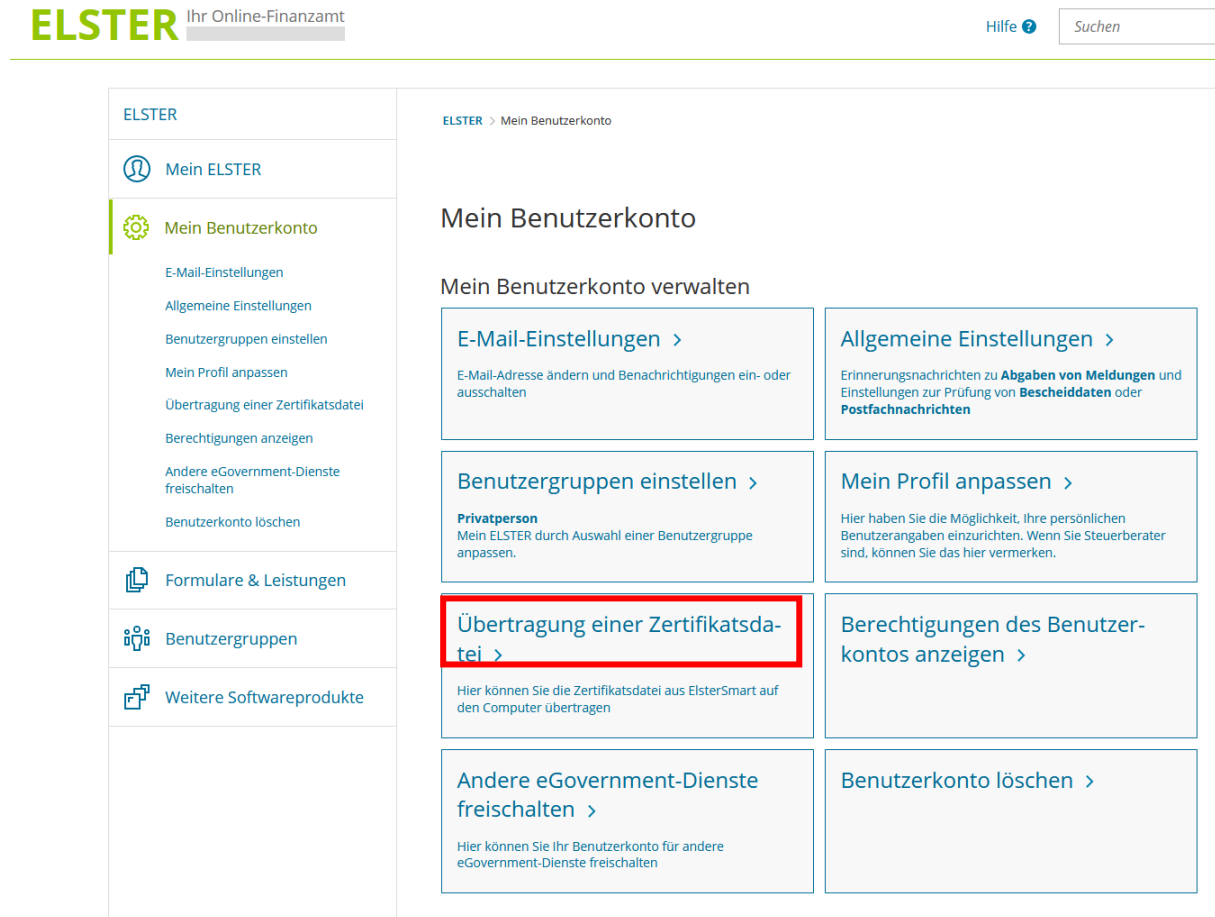 ELSTER
Ihr Online-Finanzamt
Hilfe ?
Suchen
ELSTER
Mein ELSTER
Mein Benutzerkonto
E-Mail-Einstellungen
Allgemeine Einstellungen
Benutzergruppen einstellen
Mein Profil anpassen
Übertragung einer Zertifikatsdatei
Berechtigungen anzeigen
Andere eGovernment-Dienste
freischalten
Benutzerkonto löschen
Formulare & Leistungen
Benutzergruppen
Weitere Softwareprodukte
ELSTER > Mein Benutzerkonto
Mein Benutzerkonto
Mein Benutzerkonto verwalten
E-Mail-Einstellungen >
E-Mail-Adresse ändern und Benachrichtigungen ein- oder
ausschalten
Allgemeine Einstellungen >
Erinnerungsnachrichten zu Abgaben von Meldungen und
Einstellungen zur Prüfung von Bescheiddaten oder
Postfachnachrichten
Benutzergruppen einstellen >
Privatperson
Mein ELSTER durch Auswahl einer Benutzergruppe
anpassen.
Mein Profil anpassen >
Hier haben Sie die Möglichkeit, Ihre persönlichen
Benutzerangaben einzurichten. Wenn Sie Steuerberater
sind, können Sie das hier vermerken.
Übertragung einer Zertifikatsda-
tei >
Hier können Sie die Zertifikatsdatei aus ElsterSmart auf
den Computer übertragen
Berechtigungen des Benutzer-
kontos anzeigen >
Andere eGovernment-Dienste
freischalten >
Hier können Sie Ihr Benutzerkonto für andere
eGovernment-Dienste freischalten
Benutzerkonto löschen >